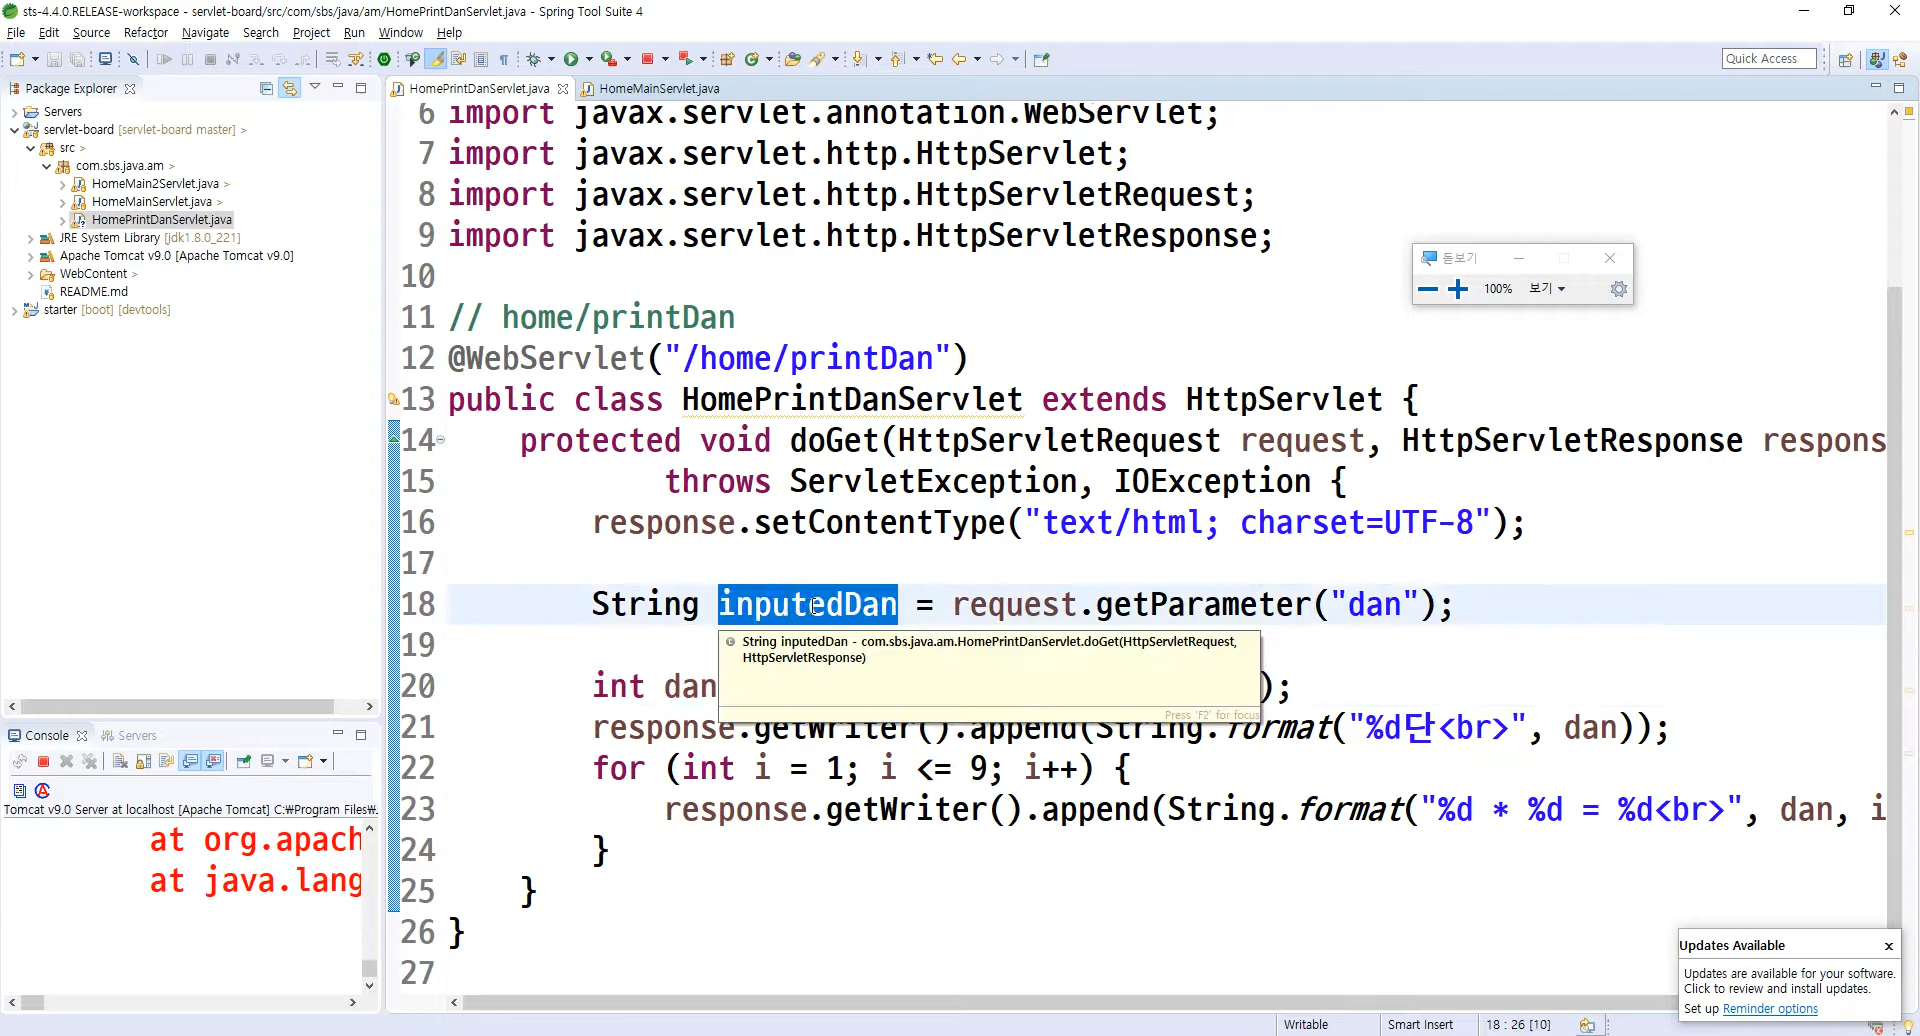 sts-4.4.0.RELEASE-workspace - servlet-board/src/com/sbs/java/am/HomePrintDanServlet.java - Spring Tool Suite 4
File Edit Source Refactor Navigate Search Project Run Window Help
Quick Access
Package Explorer
Servers
servlet-board [servlet-board master] >
src >
com.sbs.java.am >
HomeMain2Servlet.java >
HomeMainServlet.java >
HomePrintDanServlet.java
JRE System Library [jdk1.8.0_221]
Apache Tomcat v9.0 [Apache Tomcat v9.0]
WebContent >
README.md
starter [boot] [devtools]
HomePrintDanServlet.java HomeMainServlet.java
6 import javax.servlet.annotation.WebServlet;
7 import javax.servlet.http.HttpServlet;
8 import javax.servlet.http.HttpServletRequest;
9 import javax.servlet.http.HttpServletResponse;
10
11 // home/printDan
12 @WebServlet("/home/printDan")
13 public class HomePrintDanServlet extends HttpServlet {
14 protected void doGet(HttpServletRequest request, HttpServletResponse respons
15 throws ServletException, IOException {
16 response.setContentType("text/html; charset=UTF-8");
17
18 String inputedDan = request.getParameter("dan");
19
20 int dan );
21 response.getWriter().append(String.format("%d단<br>", dan));
22 for (int i = 1; i <= 9; i++) {
23 response.getWriter().append(String.format("%d * %d = %d<br>", dan, i
24 }
25 }
26 }
27
String inputedDan - com.sbs.java.am.HomePrintDanServlet.doGet(HttpServletRequest,
HttpServletResponse)
Press 'F2' for focus
돋보기
100% 보기
Console Servers
Tomcat v9.0 Server at localhost [Apache Tomcat] C:₩Program Files₩.
at org.apach
at java.lang
Updates Available
Updates are available for your software.
Click to review and install updates.
Set up Reminder options
Writable Smart Insert 18 : 26 [10]